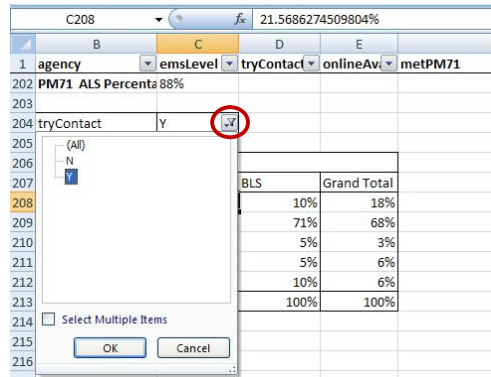 C208 fx 21.5686274509804%
B C D E
1 agency emsLevel tryContact onlineAva metPM71
202 PM71 ALS Percenta 88%
203
204 tryContact Y
205 (All)
206 N
207 Y BLS Grand Total
208 10% 18%
209 71% 68%
210 5% 3%
211 5% 6%
212 10% 6%
213 100% 100%
214 Select Multiple Items
215 OK Cancel
216